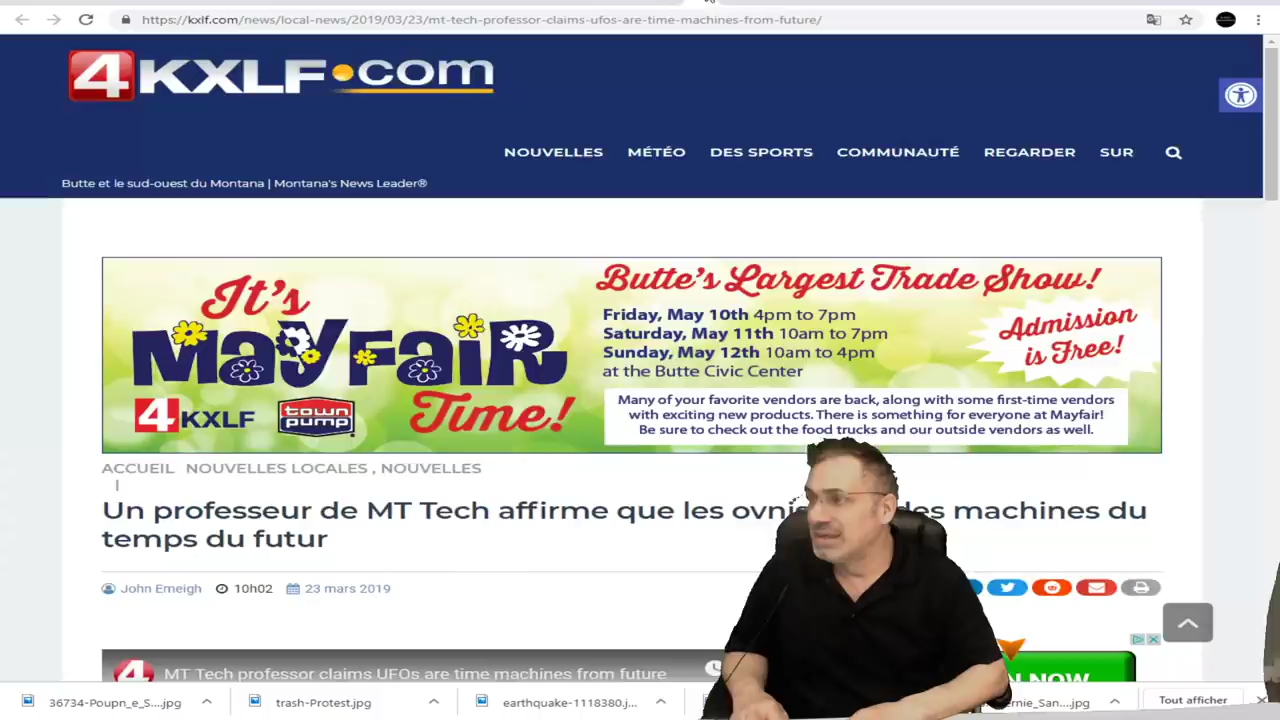 https://kxlf.com/news/local-news/2019/03/23/mt-tech-professor-claims-ufos-are-time-machines-from-future/
4KXLF.com
NOUVELLES MÉTÉO DES SPORTS COMMUNAUTÉ REGARDER SUR
Butte et le sud-ouest du Montana | Montana's News Leader®
It's
Mayfair
Time!
4KXLF
town pump
Butte's Largest Trade Show!
Friday, May 10th 4pm to 7pm
Saturday, May 11th 10am to 7pm
Sunday, May 12th 10am to 4pm
at the Butte Civic Center
Admission
is Free!
Many of your favorite vendors are back, along with some first-time vendors
with exciting new products. There is something for everyone at Mayfair!
Be sure to check out the food trucks and our outside vendors as well.
ACCUEIL NOUVELLES LOCALES , NOUVELLES
|
Un professeur de MT Tech affirme que les des machines du
temps du futur
John Emeigh 10h02 23 mars 2019
4 MT Tech professor claims UFOs are time machines from future
NOW
36734-Poupn_e_S....jpg trash-Protest.jpg earthquake-1118380....j... ernie_San....jpg Tout afficher